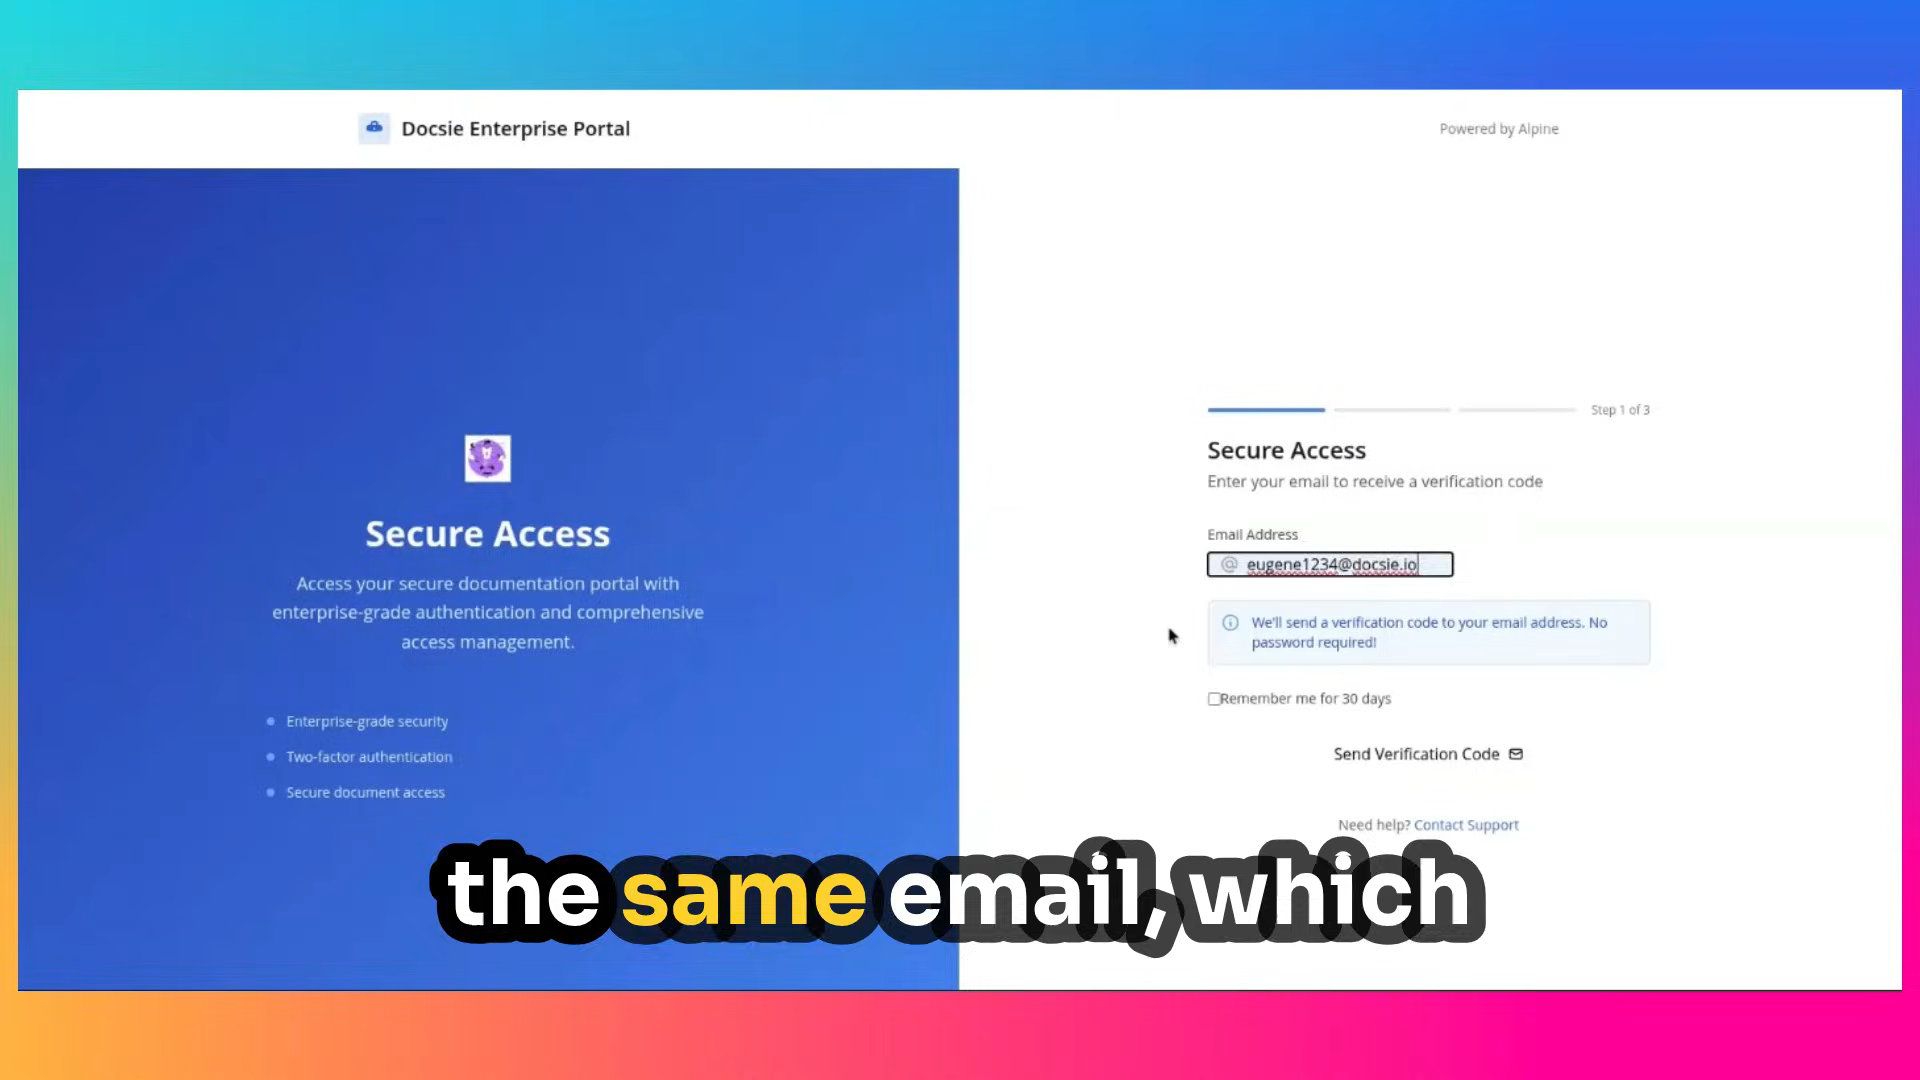 Docsie Enterprise Portal
Powered by Alpine
Secure Access
Access your secure documentation portal with
enterprise-grade authentication and comprehensive
access management.
Enterprise-grade security
Two-factor authentication
Secure document access
Step 1 of 3
Secure Access
Enter your email to receive a verification code
Email Address
@ eugene1234@docsie.io
We'll send a verification code to your email address. No
password required!
Remember me for 30 days
Send Verification Code
Need help? Contact Support
the same email, which